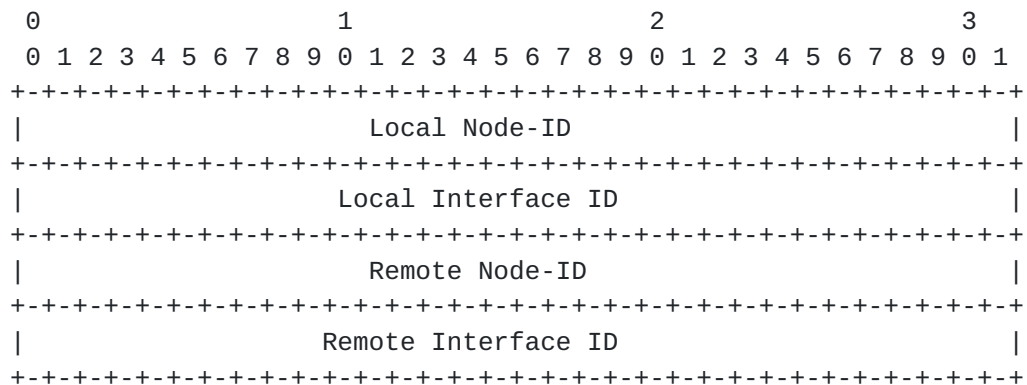 0                   1                   2                   3
 0 1 2 3 4 5 6 7 8 9 0 1 2 3 4 5 6 7 8 9 0 1 2 3 4 5 6 7 8 9 0 1
+-+-+-+-+-+-+-+-+-+-+-+-+-+-+-+-+-+-+-+-+-+-+-+-+-+-+-+-+-+-+-+-+
|                      Local Node-ID                            |
+-+-+-+-+-+-+-+-+-+-+-+-+-+-+-+-+-+-+-+-+-+-+-+-+-+-+-+-+-+-+-+-+
|                    Local Interface ID                         |
+-+-+-+-+-+-+-+-+-+-+-+-+-+-+-+-+-+-+-+-+-+-+-+-+-+-+-+-+-+-+-+-+
|                      Remote Node-ID                           |
+-+-+-+-+-+-+-+-+-+-+-+-+-+-+-+-+-+-+-+-+-+-+-+-+-+-+-+-+-+-+-+-+
|                   Remote Interface ID                         |
+-+-+-+-+-+-+-+-+-+-+-+-+-+-+-+-+-+-+-+-+-+-+-+-+-+-+-+-+-+-+-+-+